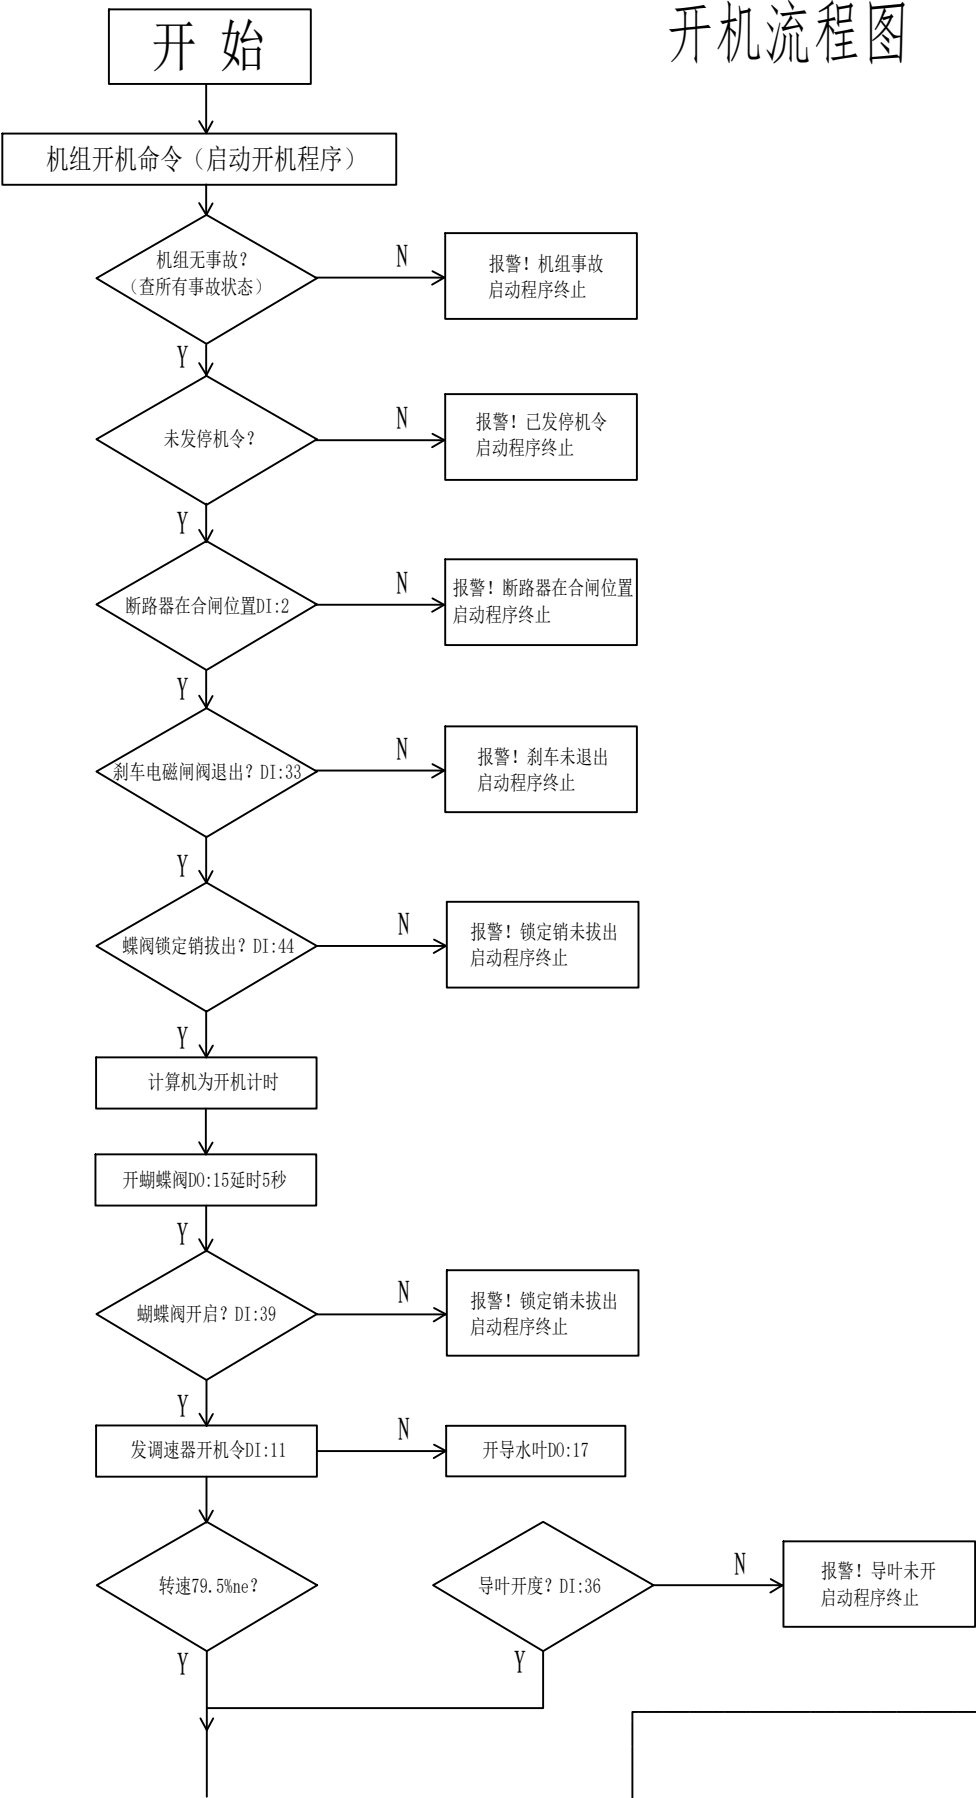 开机流程图
开 始
机组开机命令（启动开机程序）
机组无事故？
（查所有事故状态）
N
报警！机组事故
启动程序终止
Y
未发停机令？
N
报警！已发停机令
启动程序终止
Y
断路器在合闸位置DI:2
N
报警！断路器在合闸位置
启动程序终止
Y
刹车电磁闸阀退出？DI:33
N
报警！刹车未退出
启动程序终止
Y
蝶阀锁定销拔出？DI:44
N
报警！锁定销未拔出
启动程序终止
Y
计算机为开机计时
开蝴蝶阀DO:15延时5秒
Y
蝴蝶阀开启？DI:39
N
报警！锁定销未拔出
启动程序终止
Y
发调速器开机令DI:11
N
开导水叶DO:17
转速79.5%ne？
导叶开度？DI:36
N
报警！导叶未开
启动程序终止
Y
Y